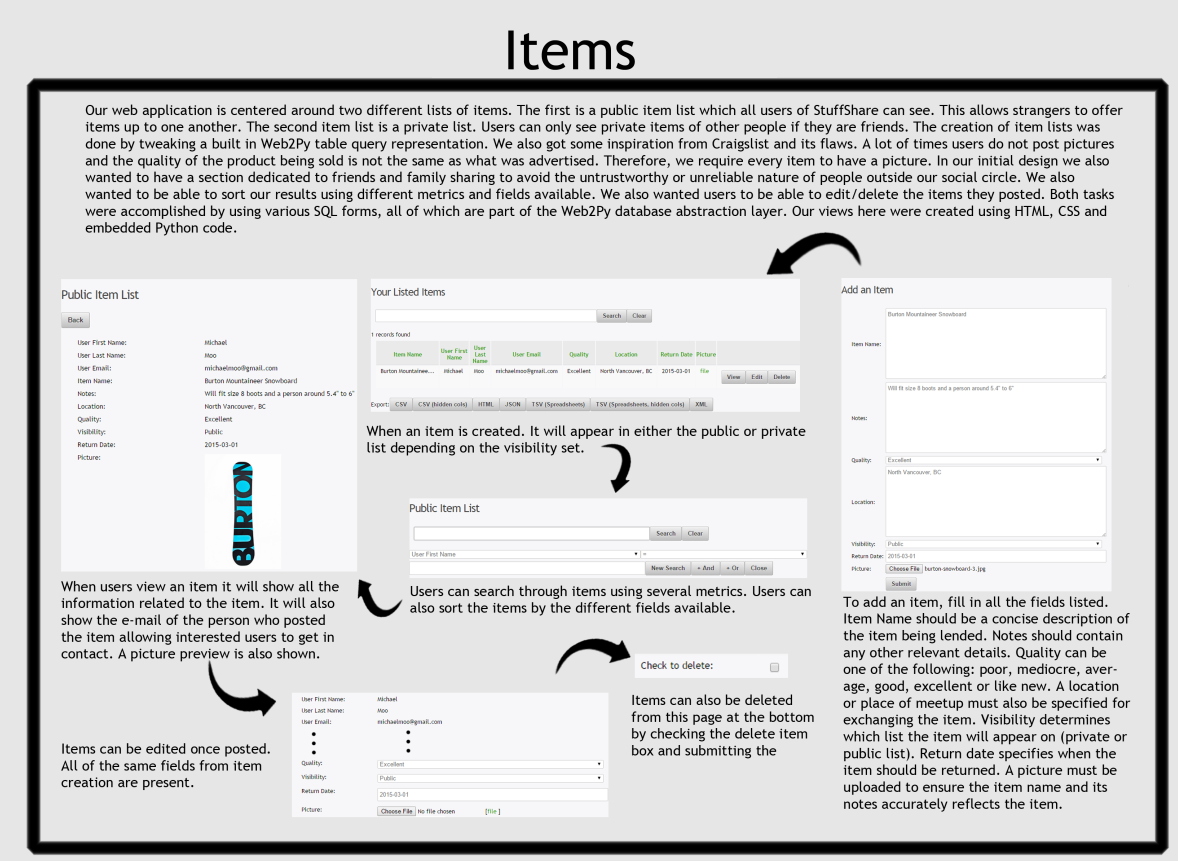 Items
Our web application is centered around two different lists of items. The first is a public item list which all users of StuffShare can see. This allows strangers to offer
items up to one another. The second item list is a private list. Users can only see private items of other people if they are friends. The creation of item lists was
done by tweaking a built in Web2Py table query representation. We also got some inspiration from Craigslist and its flaws. A lot of times users do not post pictures
and the quality of the product being sold is not the same as what was advertised. Therefore, we require every item to have a picture. In our initial design we also
wanted to have a section dedicated to friends and family sharing to avoid the untrustworthy or unreliable nature of people outside our social circle. We also
wanted to be able to sort our results using different metrics and fields available. We also wanted users to be able to edit/delete the items they posted. Both tasks
were accomplished by using various SQL forms, all of which are part of the Web2Py database abstraction layer. Our views here were created using HTML, CSS and
embedded Python code.
Public Item List
Back
User First Name: Michael
User Last Name: Moo
User Email: michaelmoo@gmail.com
Item Name: Burton Mountaineer Snowboard
Notes: Will fit size 8 boots and a person around 5.4" to 6"
Location: North Vancouver, BC
Quality: Excellent
Visibility: Public
Return Date: 2015-03-01
Picture:
BURTON
When users view an item it will show all the
information related to the item. It will also
show the e-mail of the person who posted
the item allowing interested users to get in
contact. A picture preview is also shown.
Your Listed Items
Search Clear
1 records found
Item Name User First Name User Last Name User Email Quality Location Return Date Picture
Burton Mountainee... Michael Moo michaelmoo@gmail.com Excellent North Vancouver, BC 2015-03-01 file View Edit Delete
Export: CSV CSV (hidden cols) HTML JSON TSV (Spreadsheets) TSV (Spreadsheets, hidden cols) XML
When an item is created. It will appear in either the public or private
list depending on the visibility set.
Public Item List
Search Clear
User First Name =
New Search + And + Or Close
Users can search through items using several metrics. Users can
also sort the items by the different fields available.
Add an Item
Item Name: Burton Mountaineer Snowboard
Notes: Will fit size 8 boots and a person around 5.4" to 6"
Quality: Excellent
Location: North Vancouver, BC
Visibility: Public
Return Date: 2015-03-01
Picture: Choose File burton-snowboard-3.jpg
Submit
To add an item, fill in all the fields listed.
Item Name should be a concise description of
the item being lended. Notes should contain
any other relevant details. Quality can be
one of the following: poor, mediocre, aver-
age, good, excellent or like new. A location
or place of meetup must also be specified for
exchanging the item. Visibility determines
which list the item will appear on (private or
public list). Return date specifies when the
item should be returned. A picture must be
uploaded to ensure the item name and its
notes accurately reflects the item.
Items can be edited once posted.
All of the same fields from item
creation are present.
User First Name: Michael
User Last Name: Moo
User Email: michaelmoo@gmail.com
Quality: Excellent
Visibility: Public
Return Date: 2015-03-01
Picture: Choose File No file chosen [file ]
Check to delete:
Items can also be deleted
from this page at the bottom
by checking the delete item
box and submitting the